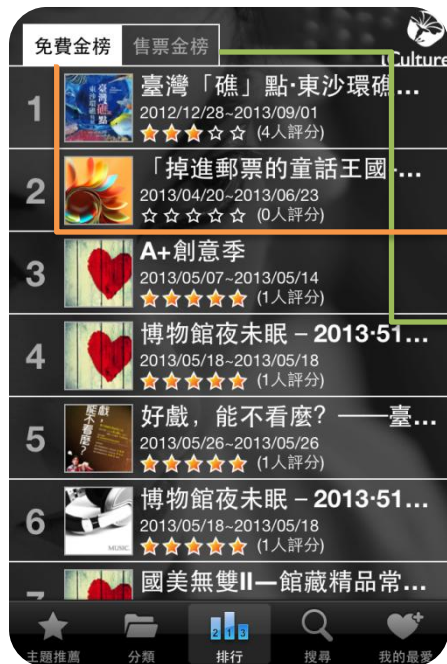 免費金榜
售票金榜
iCulture
1
臺灣「礁」點·東沙環礁...
2012/12/28~2013/09/01
(4人評分)
2
「掉進郵票的童話王國-...
2013/04/20~2013/06/23
(0人評分)
3
A+創意季
2013/05/07~2013/05/14
(1人評分)
4
博物館夜未眠 – 2013·51...
2013/05/18~2013/05/18
(1人評分)
5
好戲，能不看麼？——臺...
2013/05/26~2013/05/26
(1人評分)
6
MUSIC
博物館夜未眠 – 2013·51...
2013/05/18~2013/05/18
(1人評分)
7
國美無雙II—館藏精品常...
主題推薦
分類
2 1 3
排行
搜尋
我的最愛